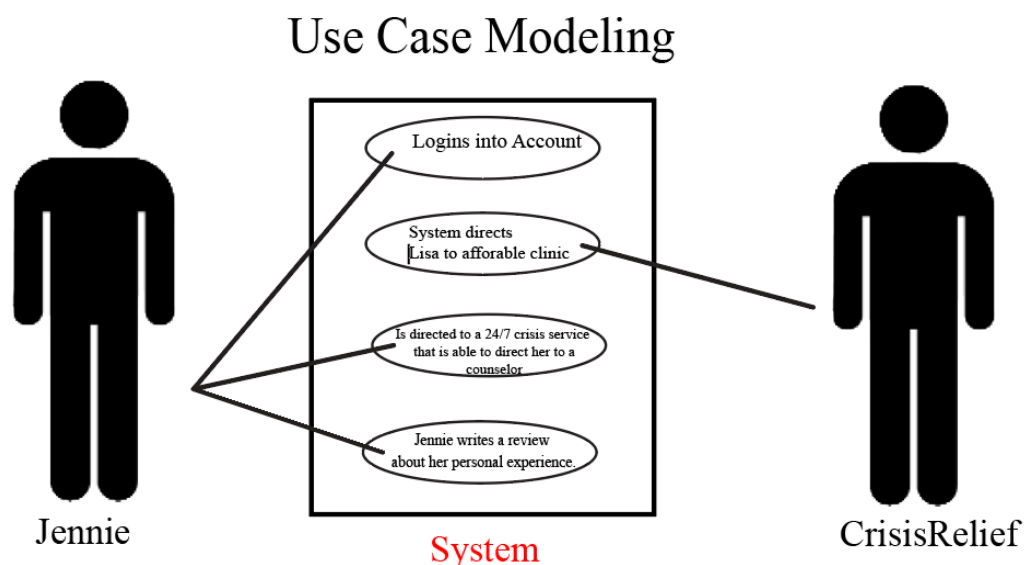 Use Case Modeling
Logins into Account
System directs
Lisa to afforable clinic
Is directed to a 24/7 crisis service
that is able to direct her to a
counselor
Jennie writes a review
about her personal experience.
Jennie
System
CrisisRelief